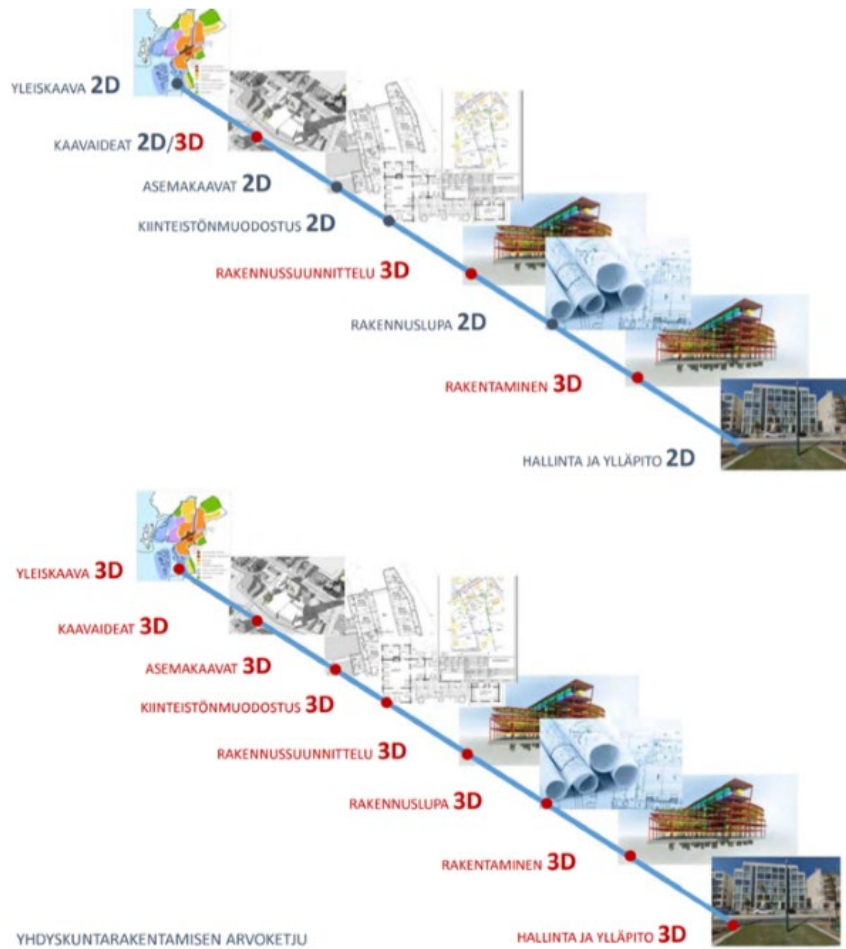 YLEISKAAVA 2D
KAAVAIDEAT 2D/3D
ASEMAKAAVAT 2D
KIINTEISTÖNMUODOSTUS 2D
RAKENNUSSUUNNITTELU 3D
RAKENNUSLUPA 2D
RAKENTAMINEN 3D
HALLINTA JA YLLÄPITO 2D
YLEISKAAVA 3D
KAAVAIDEAT 3D
ASEMAKAAVAT 3D
KIINTEISTÖNMUODOSTUS 3D
RAKENNUSSUUNNITTELU 3D
RAKENNUSLUPA 3D
RAKENTAMINEN 3D
HALLINTA JA YLLÄPITO 3D
YHDYSKUNTARAKENTAMISEN ARVOKETJU